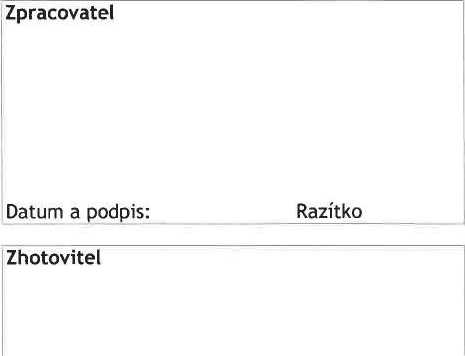 Zpracovatel
Datum a podpis: Razítko
Zhotovitel